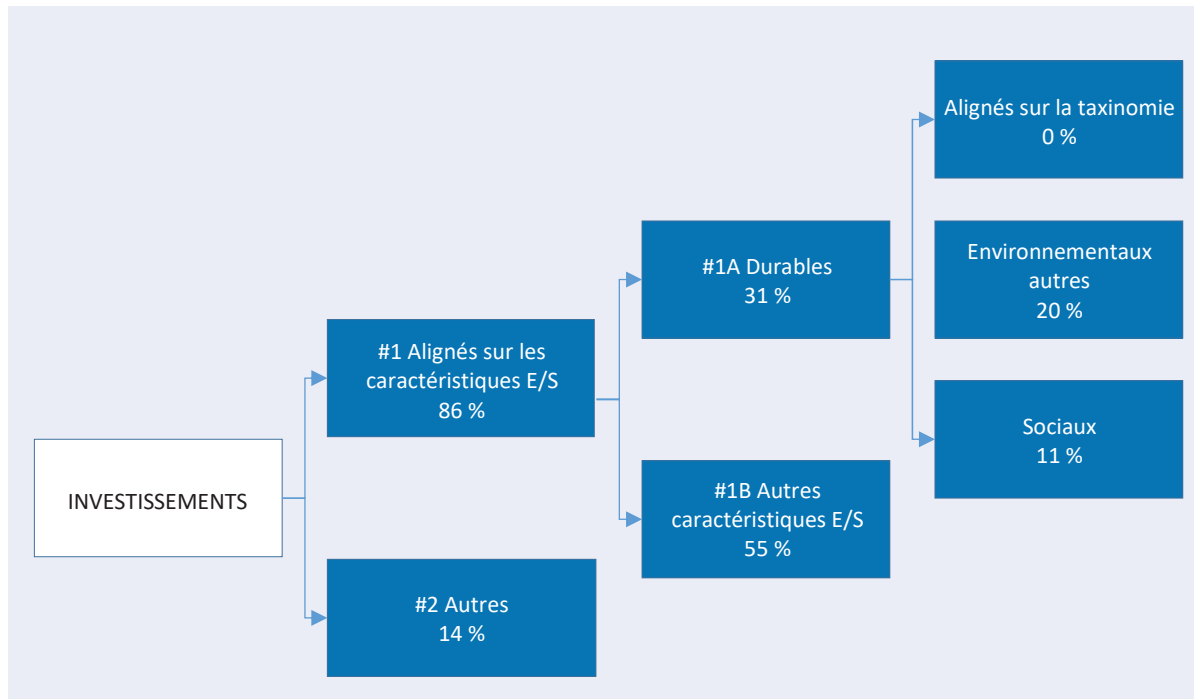 INVESTISSEMENTS
#1 Alignés sur les
caractéristiques E/S
86 %
#2 Autres
14 %
#1A Durables
31 %
#1B Autres
caractéristiques E/S
55 %
Alignés sur la taxinomie
0 %
Environnementaux
autres
20 %
Sociaux
11 %